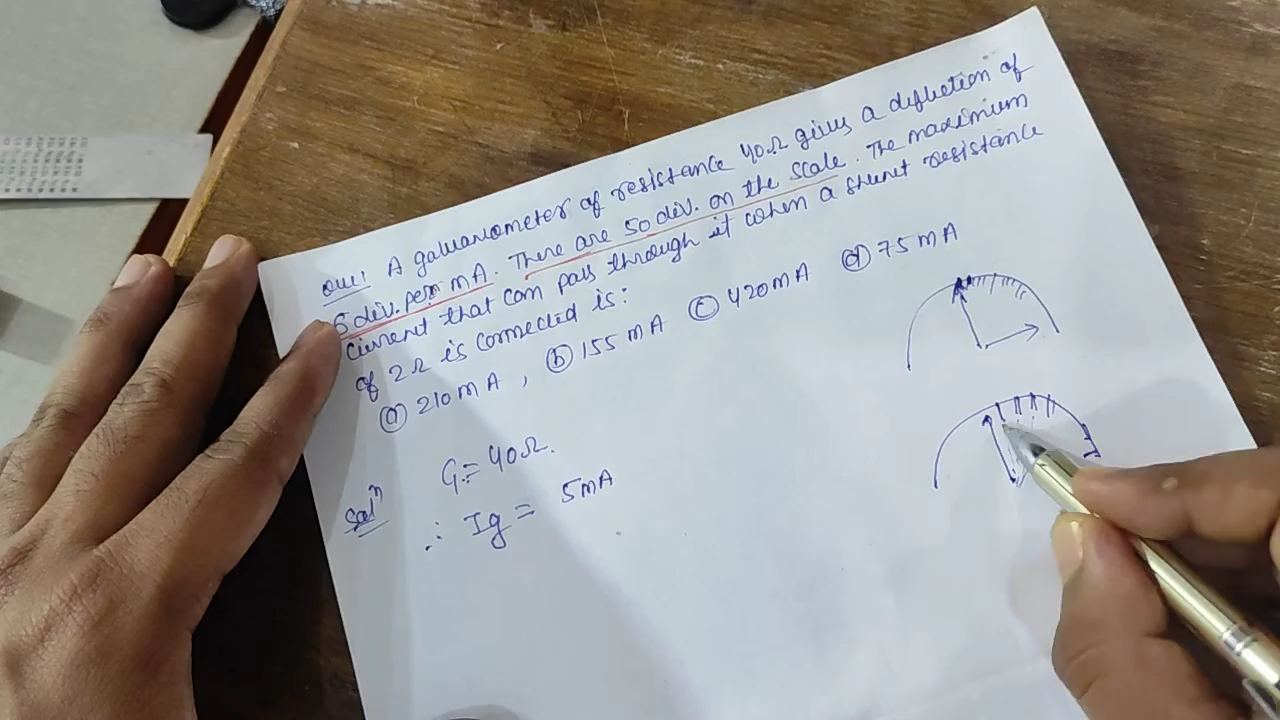 Que: A galvanometer of resistance 40Ω gives a deflection of
5 div. per mA. There are 50 div. on the scale. The maximum
current that can pass through it when a shunt resistance
of 2Ω is connected is:
(a) 210 mA , (b) 155 mA (c) 420 mA (d) 75 mA
Solⁿ G = 40Ω.
∴ Ig = 5mA